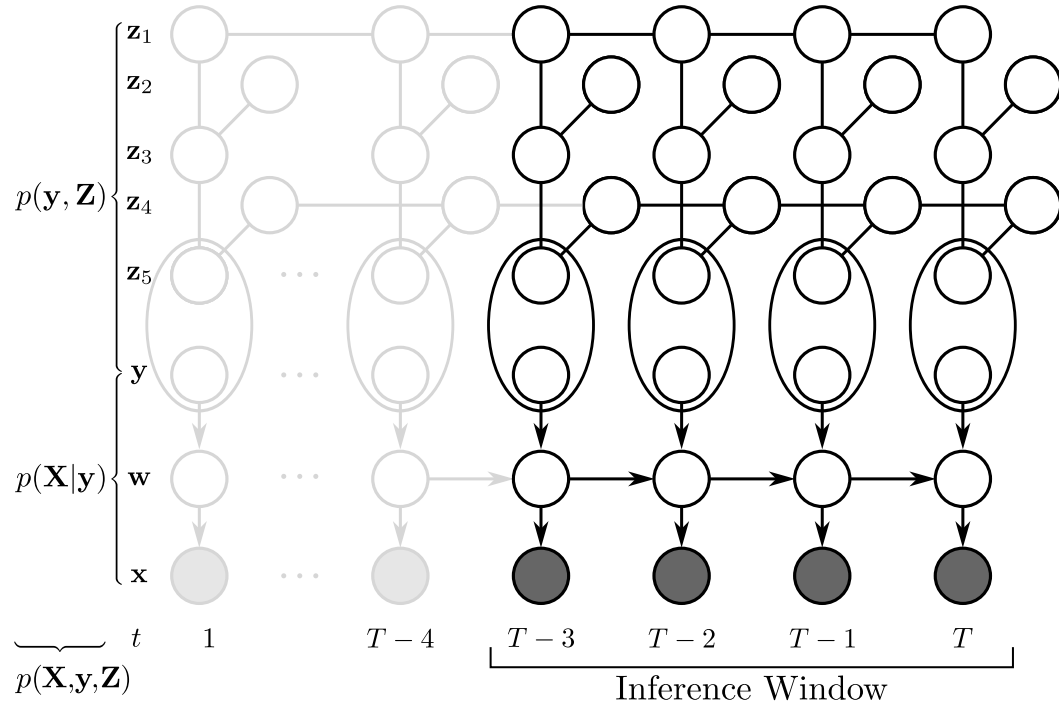 z₁
z₂
z₃
p(y, Z) z₄
z₅ ··· ···
y ··· ···
p(X|y) w ··· ···
x ··· ···
t 1 T − 4 T − 3 T − 2 T − 1 T
p(X,y,Z)
Inference Window